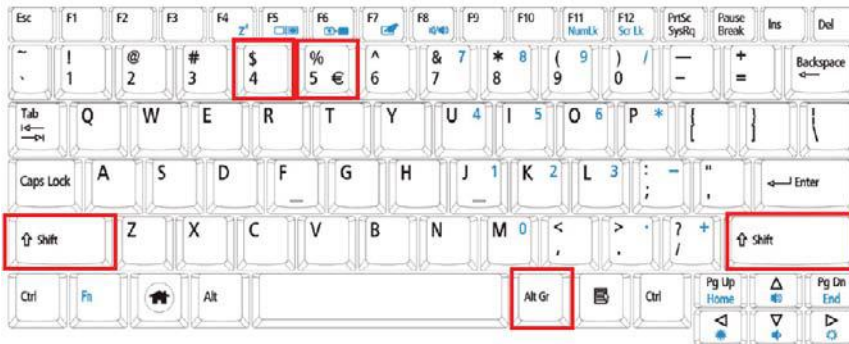 Esc F1 F2 F3 F4 F5 F6 F7 F8 F9 F10 F11 F12 PrtSc Pause Ins Del
Zz NumLk Scr Lk SysRq Break
~ ! @ # $ % ^ & 7 * 8 ( 9 ) / — + Backspace
` 1 2 3 4 5 € 6 7 8 9 0 – =
Tab Q W E R T Y U 4 I 5 O 6 P * { } |
[ ] \
Caps Lock A S D F G H J 1 K 2 L 3 : – " Enter
; '
Shift Z X C V B N M 0 < > . ? + Shift
, . /
Ctrl Fn Alt Alt Gr Ctrl Pg Up Pg Dn
Home End